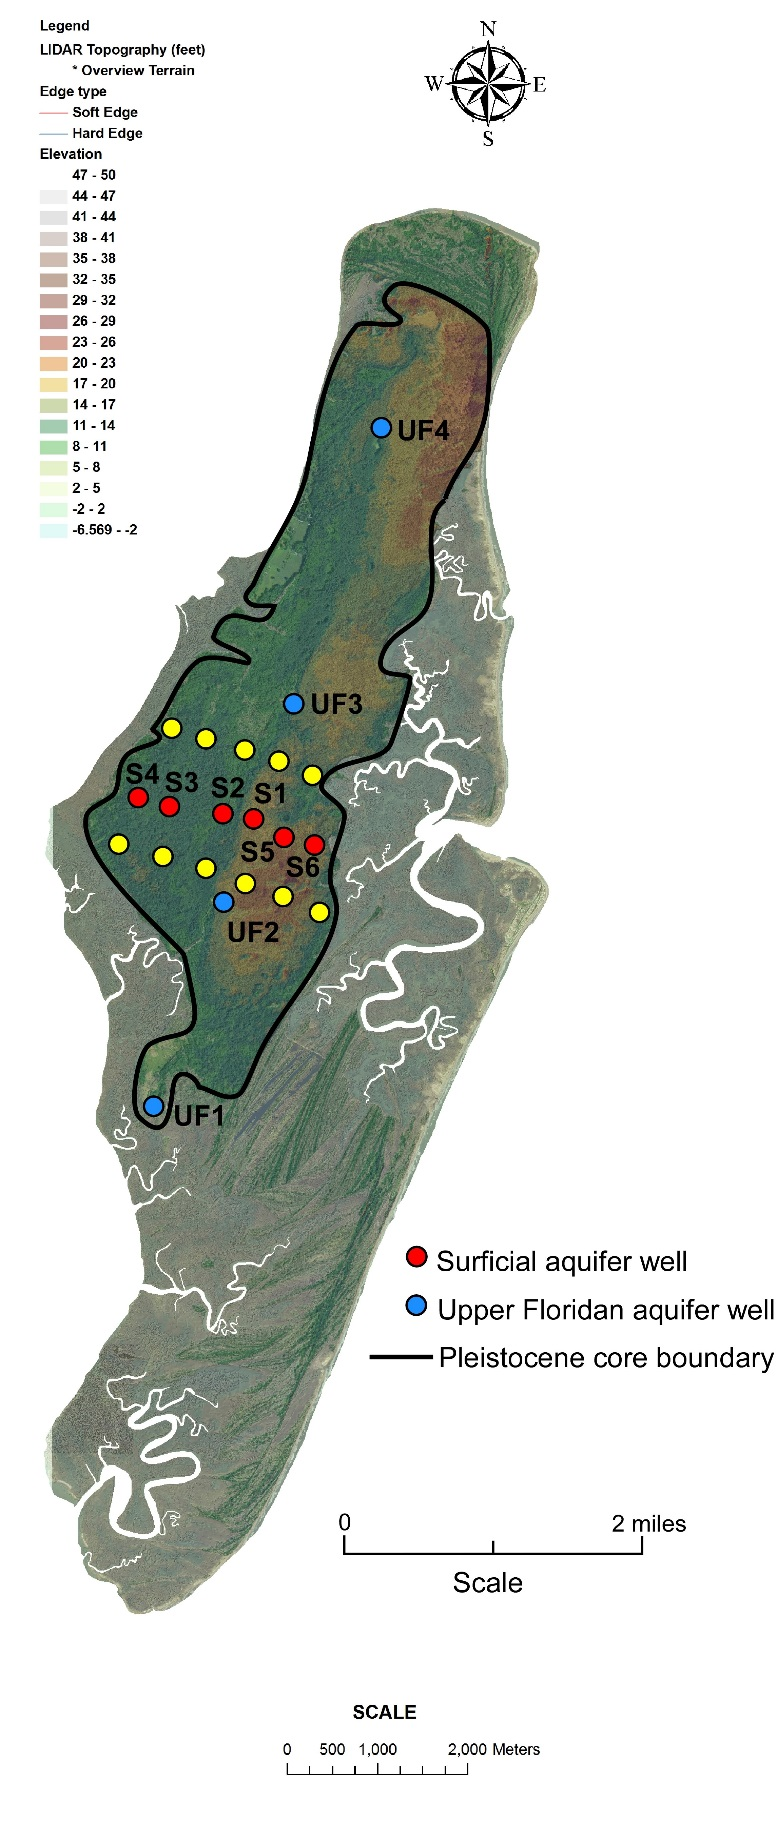 Legend
LIDAR Topography (feet)
* Overview Terrain
Edge type
Soft Edge
Hard Edge
Elevation
47 - 50
44 - 47
41 - 44
38 - 41
35 - 38
32 - 35
29 - 32
26 - 29
23 - 26
20 - 23
17 - 20
14 - 17
11 - 14
8 - 11
5 - 8
2 - 5
-2 - 2
-6.569 - -2
N
W E
S
UF4
UF3
S4 S3 S2 S1
S5 S6
UF2
UF1
Surficial aquifer well
Upper Floridan aquifer well
Pleistocene core boundary
0 2 miles
Scale
SCALE
0 500 1,000 2,000 Meters